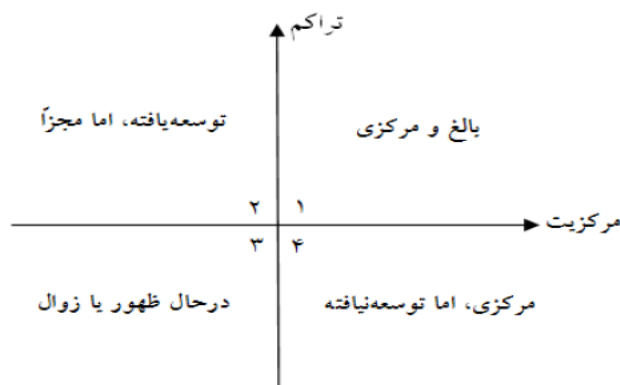 تراکم
بالغ و مرکزی
توسعه‌یافته، اما مجزاً
۲ ۱
مرکزیت
۳ ۴
مرکزی، اما توسعه‌نیافته
درحال ظهور یا زوال